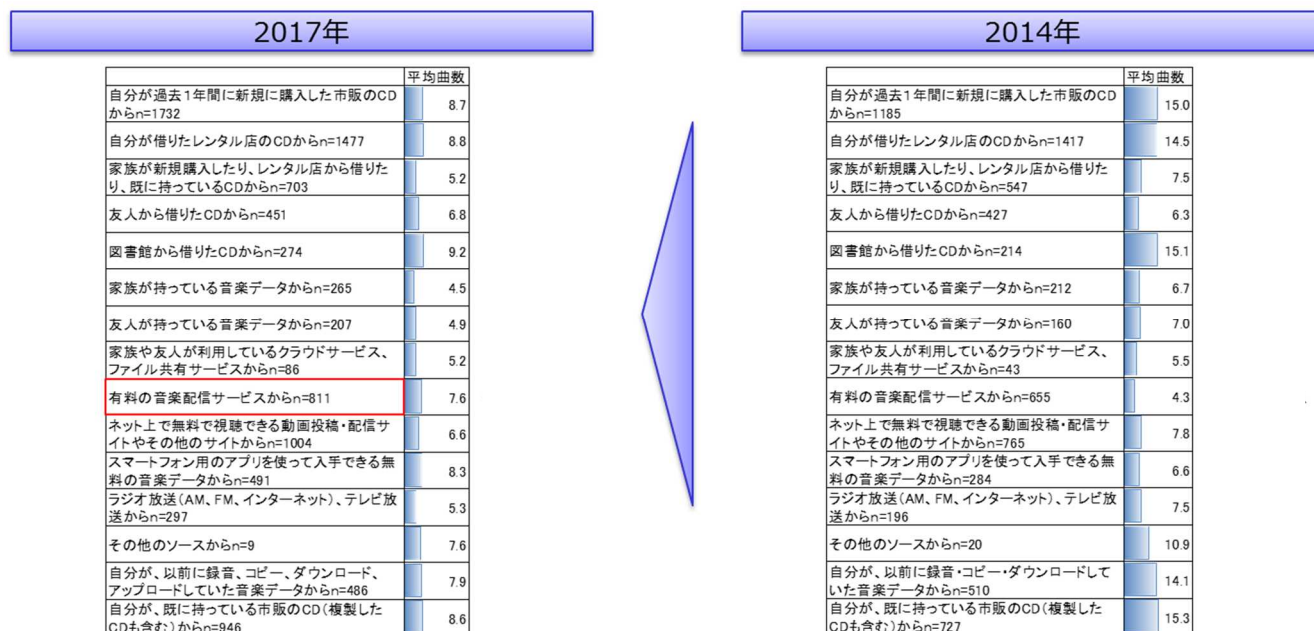 2017年
平均曲数
自分が過去1年間に新規に購入した市販のCD
からn=1732
8.7
自分が借りたレンタル店のCDからn=1477
8.8
家族が新規購入したり、レンタル店から借りた
り、既に持っているCDからn=703
5.2
友人から借りたCDからn=451
6.8
図書館から借りたCDからn=274
9.2
家族が持っている音楽データからn=265
4.5
友人が持っている音楽データからn=207
4.9
家族や友人が利用しているクラウドサービス、
ファイル共有サービスからn=86
5.2
有料の音楽配信サービスからn=811
7.6
ネット上で無料で視聴できる動画投稿・配信サ
イトやその他のサイトからn=1004
6.6
スマートフォン用のアプリを使って入手できる無
料の音楽データからn=491
8.3
ラジオ放送(AM、FM、インターネット)、テレビ放
送からn=297
5.3
その他のソースからn=9
7.6
自分が、以前に録音、コピー、ダウンロード、
アップロードしていた音楽データからn=486
7.9
自分が、既に持っている市販のCD(複製した
CDも含む)からn=946
8.6
2014年
平均曲数
自分が過去1年間に新規に購入した市販のCD
からn=1185
15.0
自分が借りたレンタル店のCDからn=1417
14.5
家族が新規購入したり、レンタル店から借りた
り、既に持っているCDからn=547
7.5
友人から借りたCDからn=427
6.3
図書館から借りたCDからn=214
15.1
家族が持っている音楽データからn=212
6.7
友人が持っている音楽データからn=160
7.0
家族や友人が利用しているクラウドサービス、
ファイル共有サービスからn=43
5.5
有料の音楽配信サービスからn=655
4.3
ネット上で無料で視聴できる動画投稿・配信サ
イトやその他のサイトからn=765
7.8
スマートフォン用のアプリを使って入手できる無
料の音楽データからn=284
6.6
ラジオ放送(AM、FM、インターネット)、テレビ放
送からn=196
7.5
その他のソースからn=20
10.9
自分が、以前に録音・コピー・ダウンロードして
いた音楽データからn=510
14.1
自分が、既に持っている市販のCD(複製した
CDも含む)からn=727
15.3